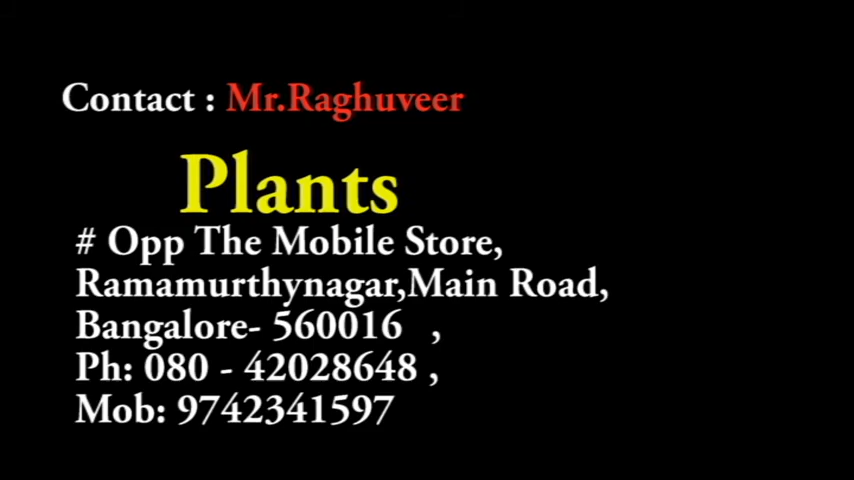 Contact : Mr.Raghuveer
Plants
# Opp The Mobile Store,
Ramamurthynagar,Main Road,
Bangalore- 560016 ,
Ph: 080 - 42028648 ,
Mob: 9742341597